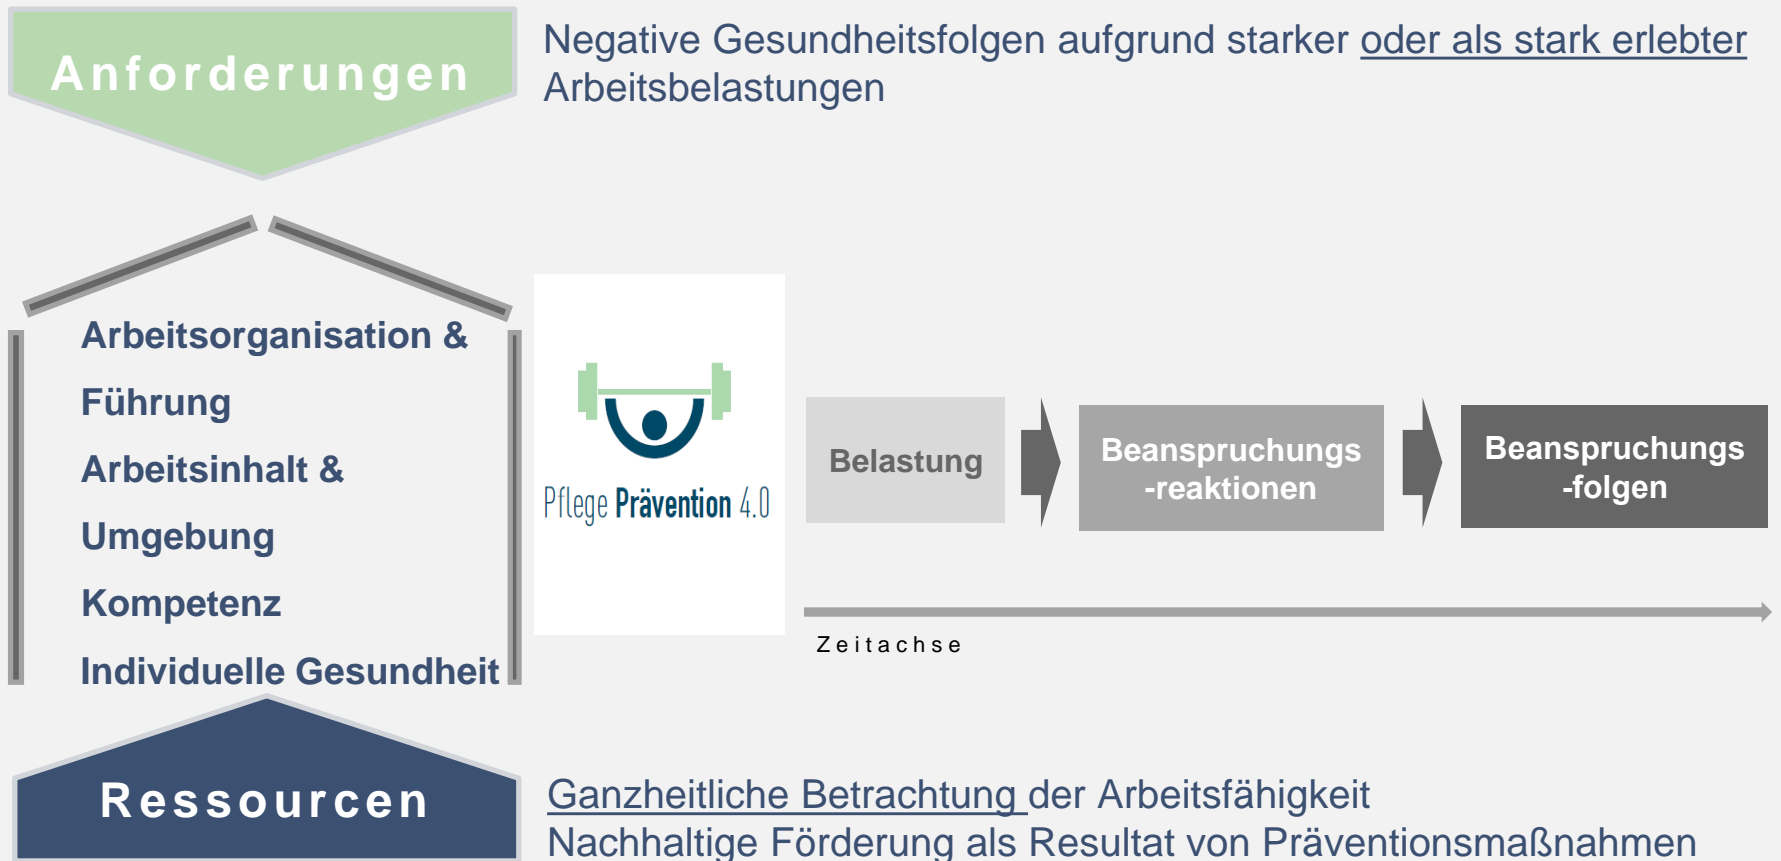 Anforderungen
Negative Gesundheitsfolgen aufgrund starker oder als stark erlebter
Arbeitsbelastungen
Arbeitsorganisation &
Führung
Arbeitsinhalt &
Umgebung
Kompetenz
Individuelle Gesundheit
Pflege Prävention 4.0
Belastung
Beanspruchungs
-reaktionen
Beanspruchungs
-folgen
Zeitachse
Ressourcen
Ganzheitliche Betrachtung der Arbeitsfähigkeit
Nachhaltige Förderung als Resultat von Präventionsmaßnahmen